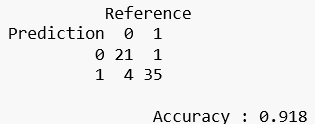 Reference
Prediction 0 1
0 21 1
1 4 35
Accuracy : 0.918